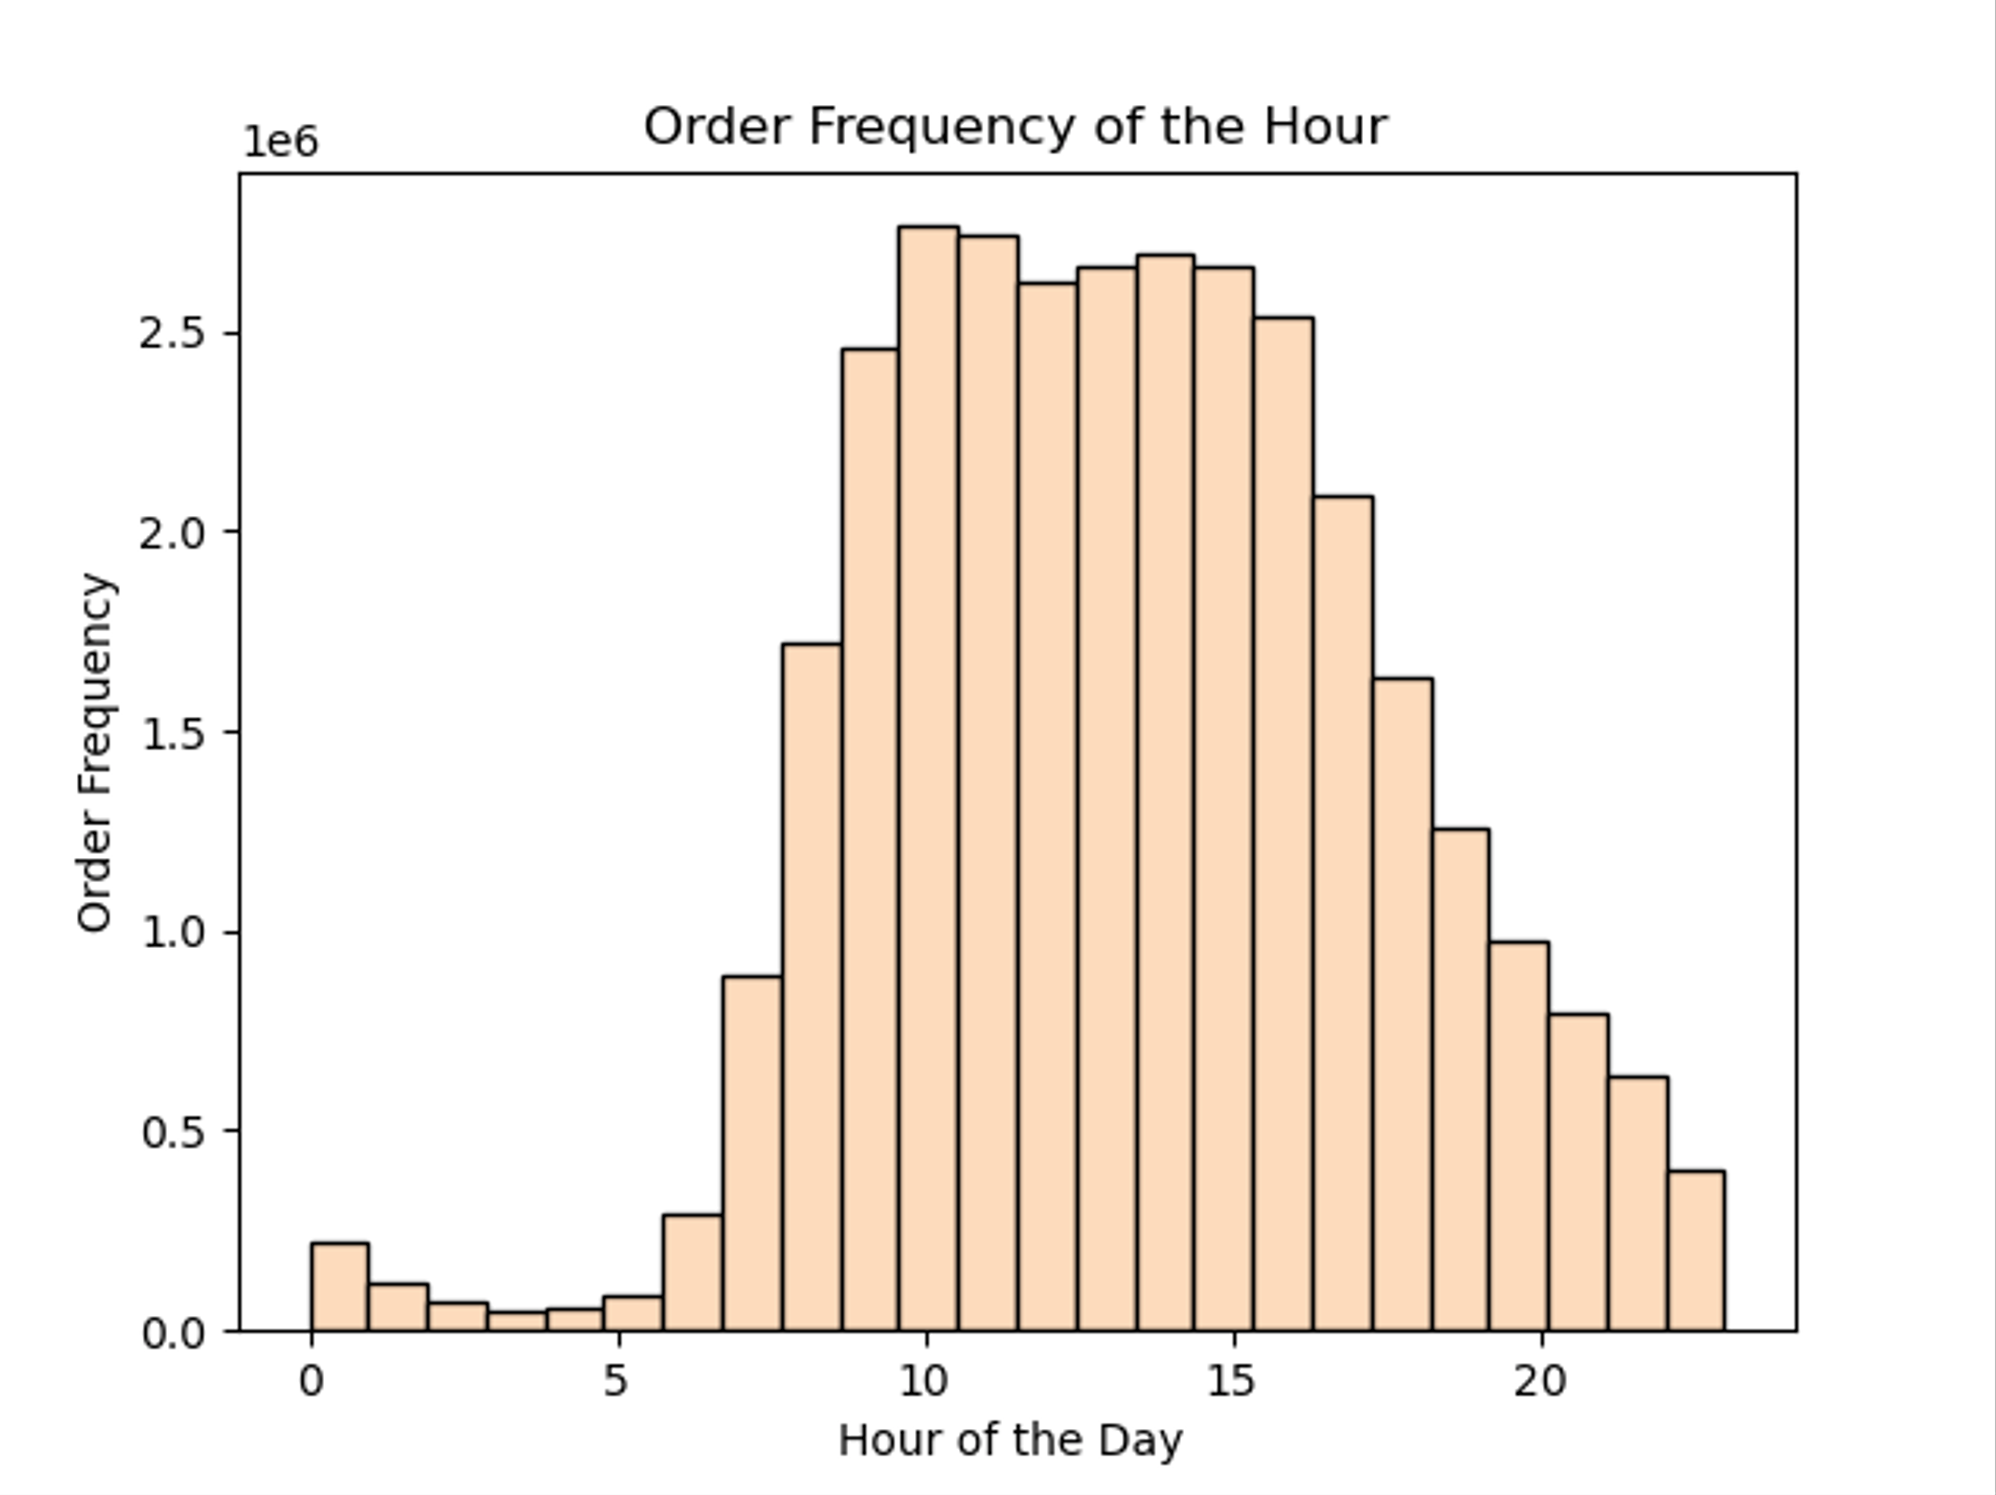 Order Frequency of the Hour
1e6
2.5
2.0
1.5
1.0
0.5
0.0
Order Frequency
0 5 10 15 20
Hour of the Day